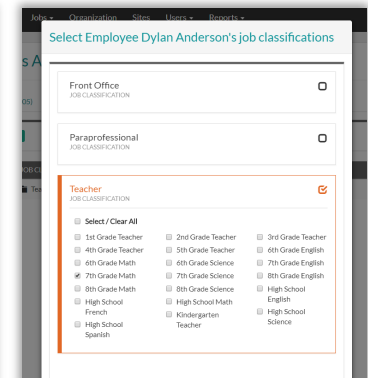 Jobs Organization Sites Users Reports
Select Employee Dylan Anderson's job classifications
s A
Front Office
JOB CLASSIFICATION
OS)
Paraprofessional
JOB CLASSIFICATION
JOB CL
Teacher
JOB CLASSIFICATION
Select / Clear All
1st Grade Teacher 2nd Grade Teacher 3rd Grade Teacher
4th Grade Teacher 5th Grade Teacher 6th Grade English
6th Grade Math 6th Grade Science 7th Grade English
7th Grade Math 7th Grade Science 8th Grade English
8th Grade Math 8th Grade Science High School English
High School French High School Math High School Science
High School Spanish Kindergarten Teacher